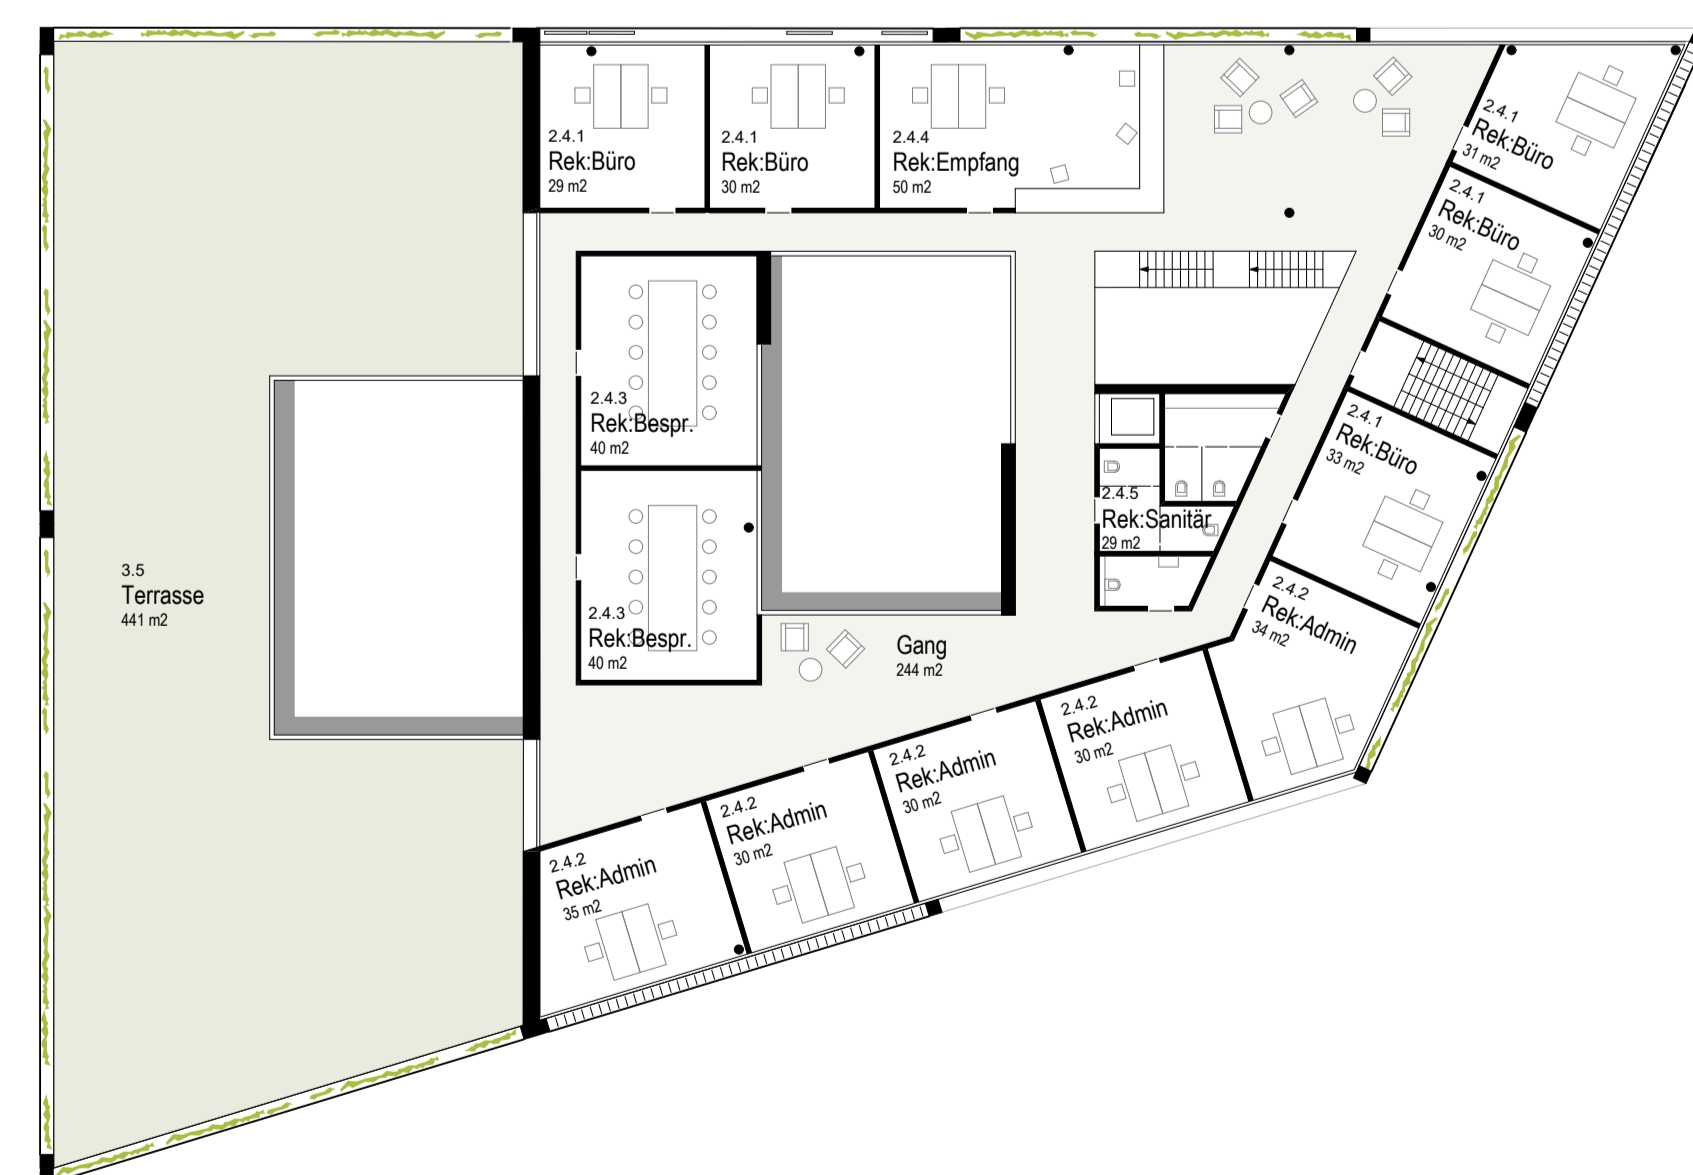 2.4.1
Rek:Büro
29 m2
2.4.1
Rek:Büro
30 m2
2.4.4
Rek:Empfang
50 m2
2.4.1
Rek:Büro
31 m2
2.4.1
Rek:Büro
30 m2
2.4.3
Rek:Bespr.
40 m2
2.4.1
Rek:Büro
33 m2
2.4.5
Rek:Sanitär
29 m2
3.5
Terrasse
441 m2
2.4.3
Rek:Bespr.
40 m2
Gang
244 m2
2.4.2
Rek:Admin
34 m2
2.4.2
Rek:Admin
30 m2
2.4.2
Rek:Admin
30 m2
2.4.2
Rek:Admin
30 m2
2.4.2
Rek:Admin
35 m2